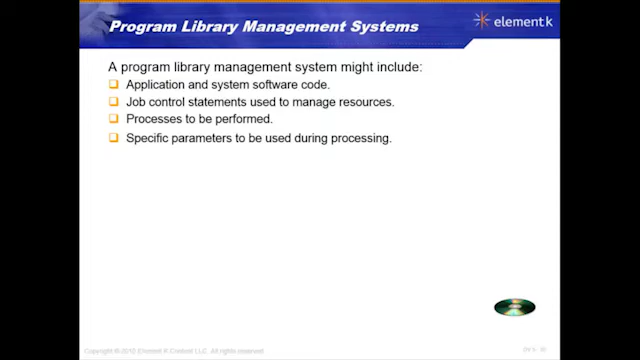 Program Library Management Systems
element k
A program library management system might include:
Application and system software code.
Job control statements used to manage resources.
Processes to be performed.
Specific parameters to be used during processing.
Copyright © 2010 Element K Content LLC. All rights reserved.